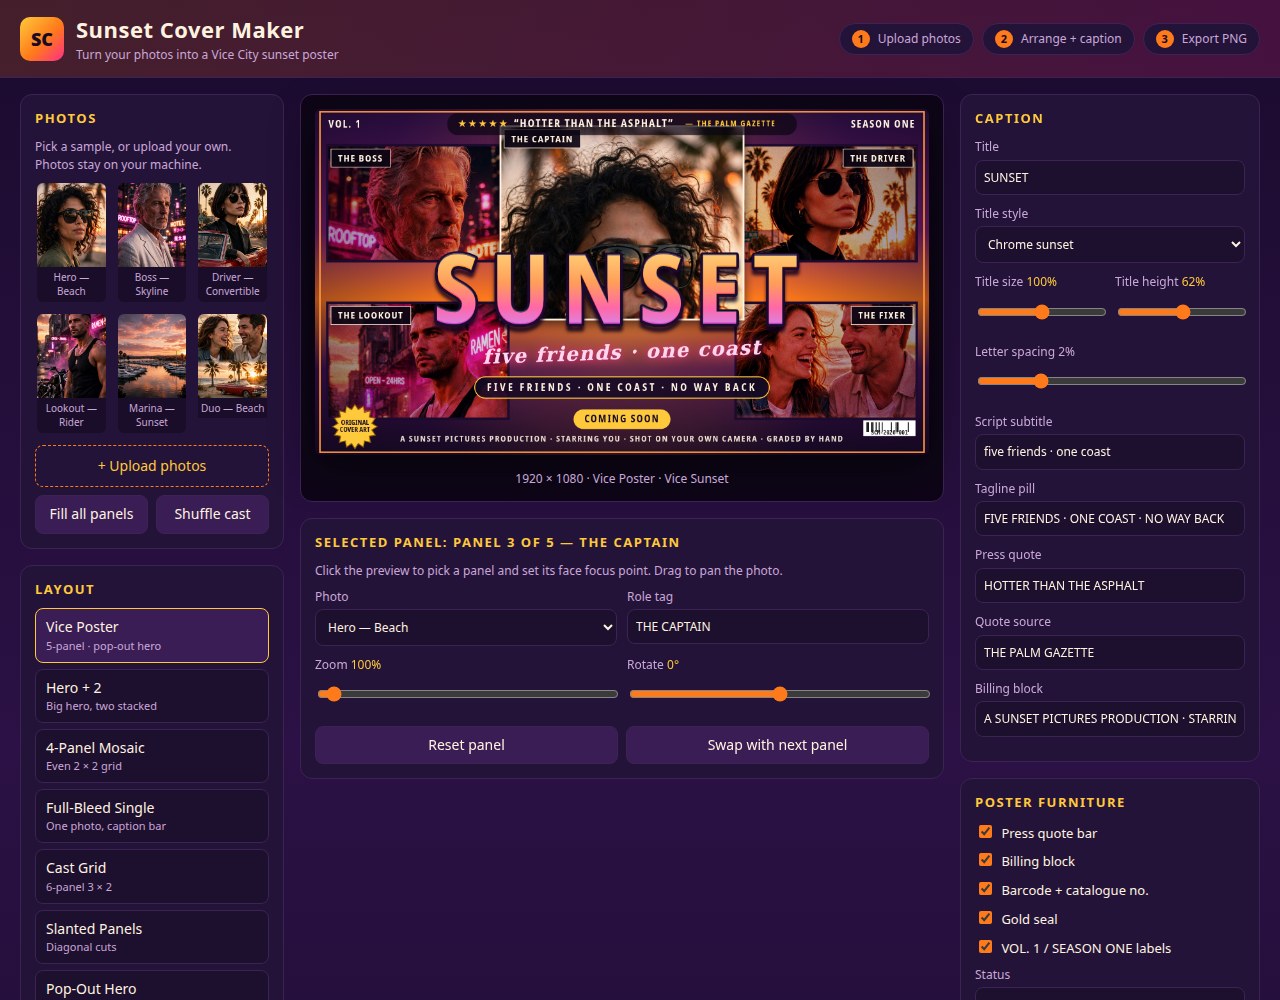 SC
Sunset Cover Maker
Turn your photos into a Vice City sunset poster
1 Upload photos
2 Arrange + caption
3 Export PNG
PHOTOS
Pick a sample, or upload your own.
Photos stay on your machine.
Hero —
Beach
Boss —
Skyline
Driver —
Convertible
Lookout —
Rider
Marina —
Sunset
Duo — Beach
+ Upload photos
Fill all panels
Shuffle cast
LAYOUT
Vice Poster
5-panel · pop-out hero
Hero + 2
Big hero, two stacked
4-Panel Mosaic
Even 2 × 2 grid
Full-Bleed Single
One photo, caption bar
Cast Grid
6-panel 3 × 2
Slanted Panels
Diagonal cuts
Pop-Out Hero
VOL. 1
★★★★★ “HOTTER THAN THE ASPHALT” — THE PALM GAZETTE
SEASON ONE
THE CAPTAIN
THE BOSS
THE DRIVER
ROOFTOP
HOTEL
SUNSET
THE LOOKOUT
THE FIXER
RAMEN
OPEN - 24HRS
five friends · one coast
FIVE FRIENDS · ONE COAST · NO WAY BACK
COMING SOON
ORIGINAL
COVER ART
A SUNSET PICTURES PRODUCTION · STARRING YOU · SHOT ON YOUR OWN CAMERA · GRADED BY HAND
1920 × 1080 · Vice Poster · Vice Sunset
SELECTED PANEL: PANEL 3 OF 5 — THE CAPTAIN
Click the preview to pick a panel and set its face focus point. Drag to pan the photo.
Photo
Hero — Beach
Role tag
THE CAPTAIN
Zoom 100%
Rotate 0°
Reset panel
Swap with next panel
CAPTION
Title
SUNSET
Title style
Chrome sunset
Title size 100%
Title height 62%
Letter spacing 2%
Script subtitle
five friends · one coast
Tagline pill
FIVE FRIENDS · ONE COAST · NO WAY BACK
Press quote
HOTTER THAN THE ASPHALT
Quote source
THE PALM GAZETTE
Billing block
A SUNSET PICTURES PRODUCTION · STARRIN
POSTER FURNITURE
Press quote bar
Billing block
Barcode + catalogue no.
Gold seal
VOL. 1 / SEASON ONE labels
Status